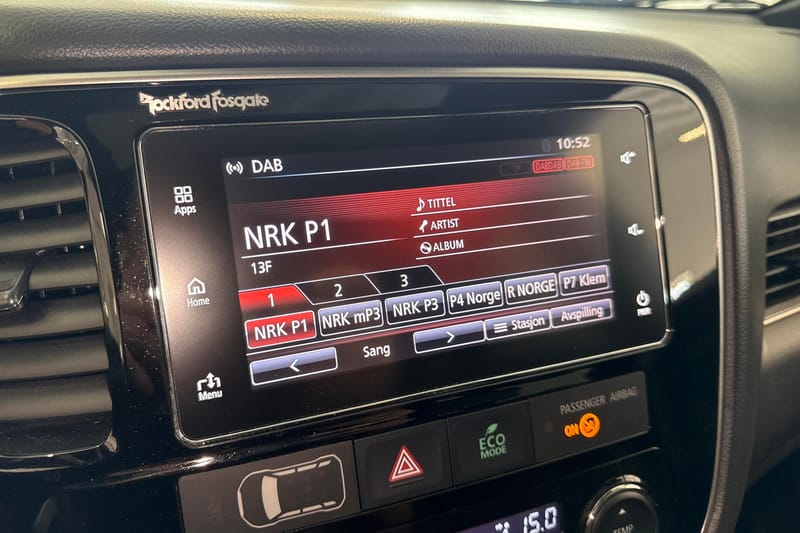 Rockford Fosgate
10:52
DAB
DAB-DAB DAB-FM
Apps
TITTEL
NRK P1
ARTIST
ALBUM
13F
Home
1 2 3
NRK P1 NRK mP3 NRK P3 P4 Norge R NORGE P7 Klem
< Sang > Stasjon Avspilling
PWR
Menu
PASSENGER AIRBAG
ON
ECO
MODE
15.0
TEMP